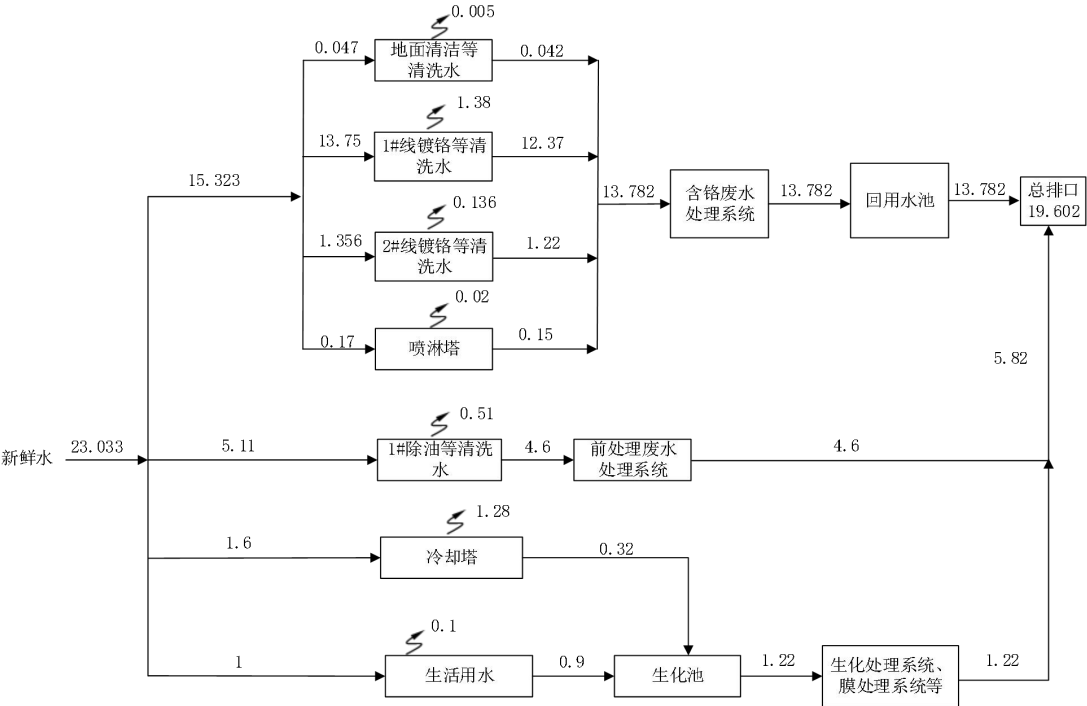 0.005
0.047
地面清洁等
清洗水
0.042
1.38
13.75
1#线镀铬等清
洗水
12.37
15.323
0.136
1.356
2#线镀铬等清
洗水
1.22
0.02
0.17
喷淋塔
0.15
13.782
含铬废水
处理系统
13.782
回用水池
13.782
总排口
19.602
5.82
新鲜水
23.033
5.11
0.51
1#除油等清洗
水
4.6
前处理废水
处理系统
4.6
1.6
1.28
冷却塔
0.32
1
0.1
生活用水
0.9
生化池
1.22
生化处理系统、
膜处理系统等
1.22